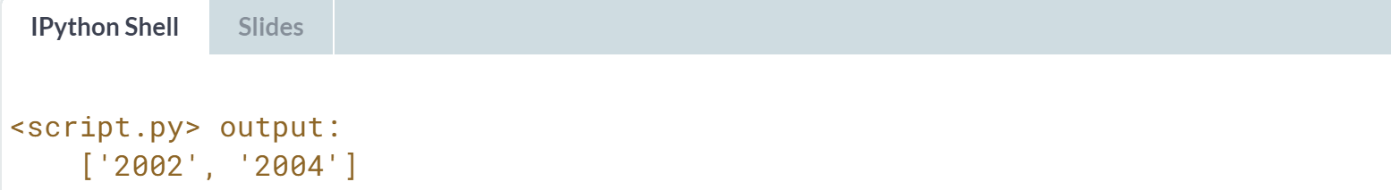 IPython Shell Slides
<script.py> output:
['2002', '2004']